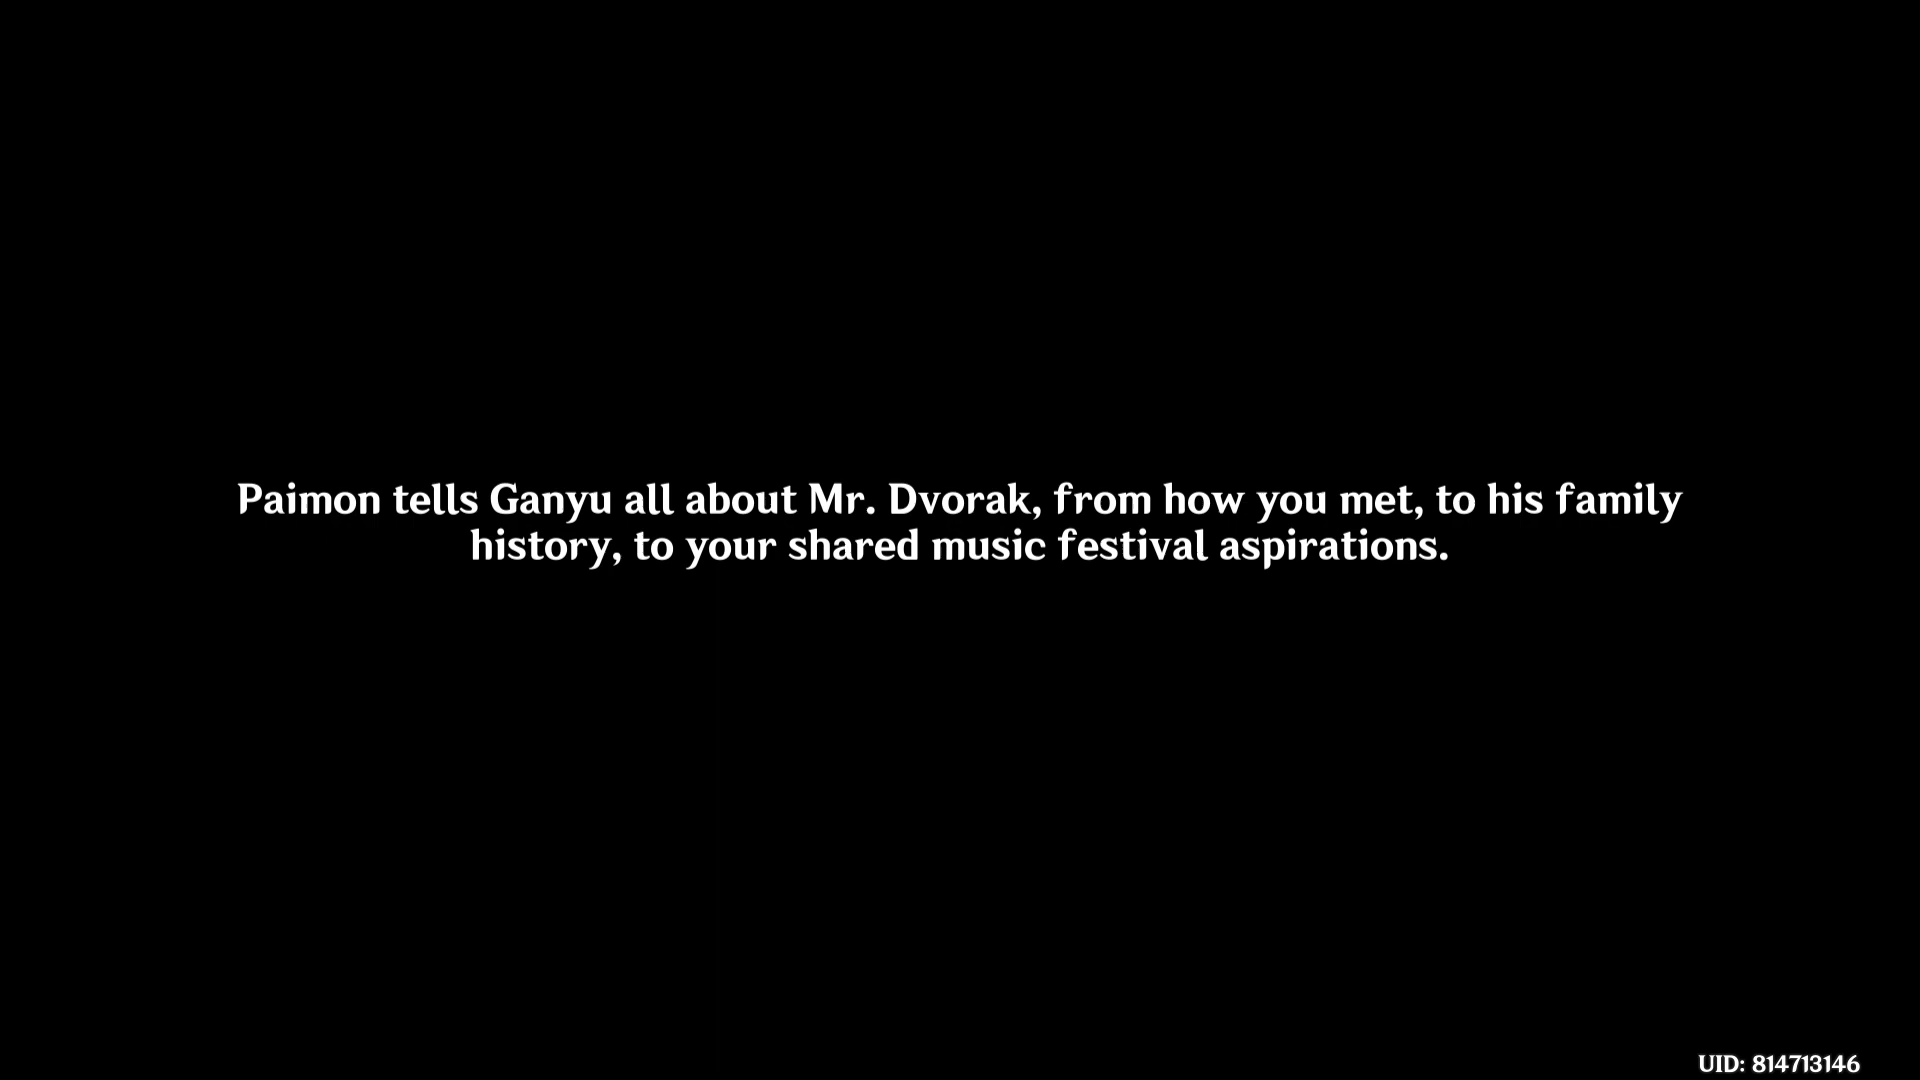 Paimon tells Ganyu all about Mr. Dvorak, from how you met, to his family
history, to your shared music festival aspirations.
UID: 814713146